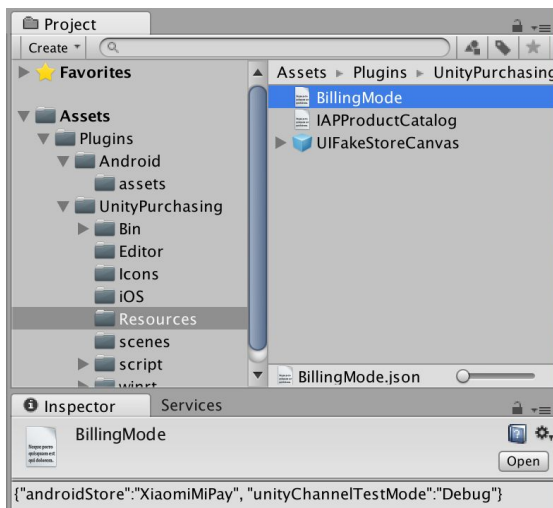 Project
Create
Favorites
Assets
Plugins
Android
assets
UnityPurchasing
Bin
Editor
Icons
iOS
Resources
scenes
script
winrt
Assets Plugins UnityPurchasing
BillingMode
IAPProductCatalog
UIFakeStoreCanvas
BillingMode.json
Inspector Services
BillingMode
Open
{"androidStore":"XiaomiMiPay", "unityChannelTestMode":"Debug"}